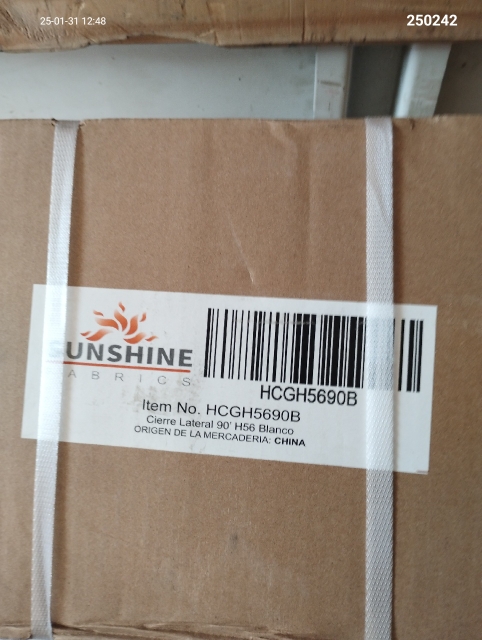 25-01-31 12:48
250242
SUNSHINE
FABRICS
HCGH5690B
Item No. HCGH5690B
Cierre Lateral 90' H56 Blanco
ORIGEN DE LA MERCADERIA: CHINA